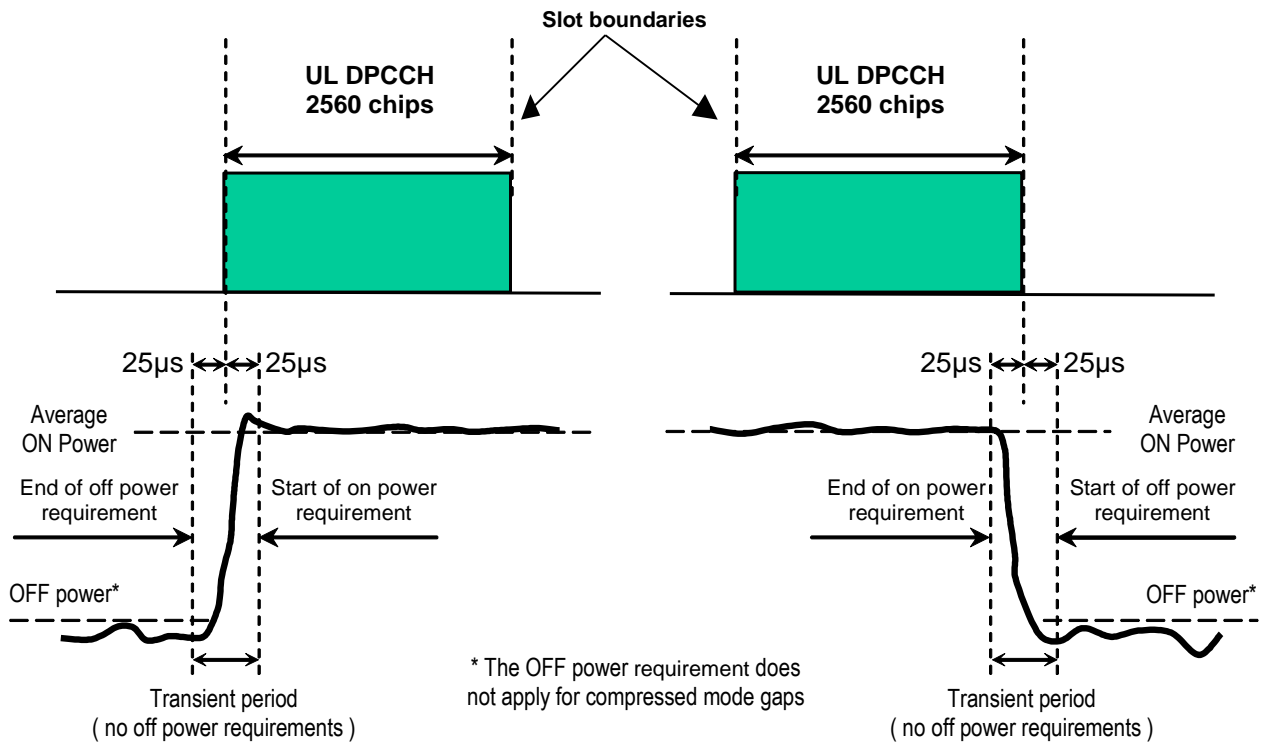 Slot boundaries
UL DPCCH
2560 chips
UL DPCCH
2560 chips
25µs
25µs
25µs
25µs
Average
ON Power
Average
ON Power
End of off power
requirement
Start of on power
requirement
End of on power
requirement
Start of off power
requirement
OFF power*
OFF power*
* The OFF power requirement does
not apply for compressed mode gaps
Transient period
( no off power requirements )
Transient period
( no off power requirements )